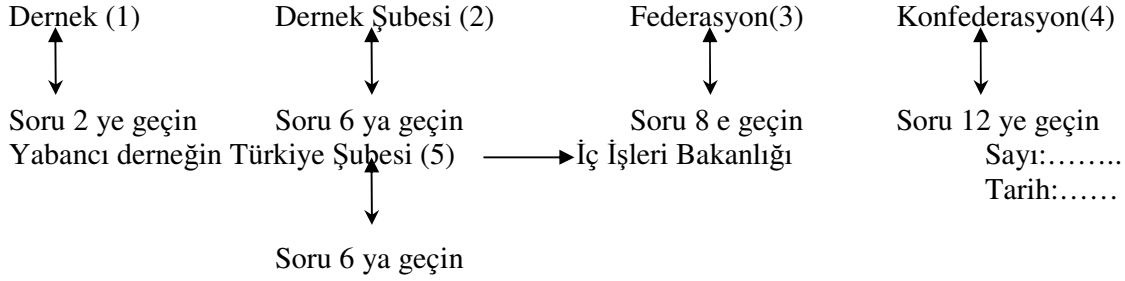 Dernek (1) Dernek Şubesi (2) Federasyon(3) Konfederasyon(4)
Soru 2 ye geçin Soru 6 ya geçin Soru 8 e geçin Soru 12 ye geçin
Yabancı derneğin Türkiye Şubesi (5) İç İşleri Bakanlığı Sayı:……..
Tarih:……
Soru 6 ya geçin